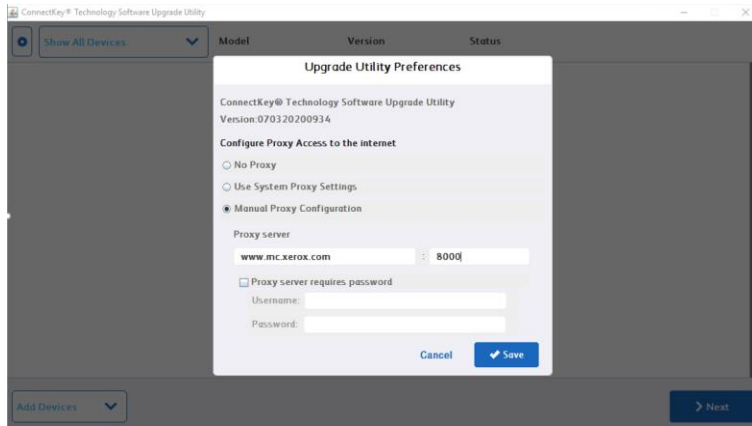 ConnectKey® Technology Software Upgrade Utility
Show All Devices Model Version Status
Upgrade Utility Preferences
ConnectKey® Technology Software Upgrade Utility
Version:070320200934
Configure Proxy Access to the internet
No Proxy
Use System Proxy Settings
Manual Proxy Configuration
Proxy server
www.mc.xerox.com : 8000
Proxy server requires password
Username:
Password:
Cancel Save
Add Devices Next